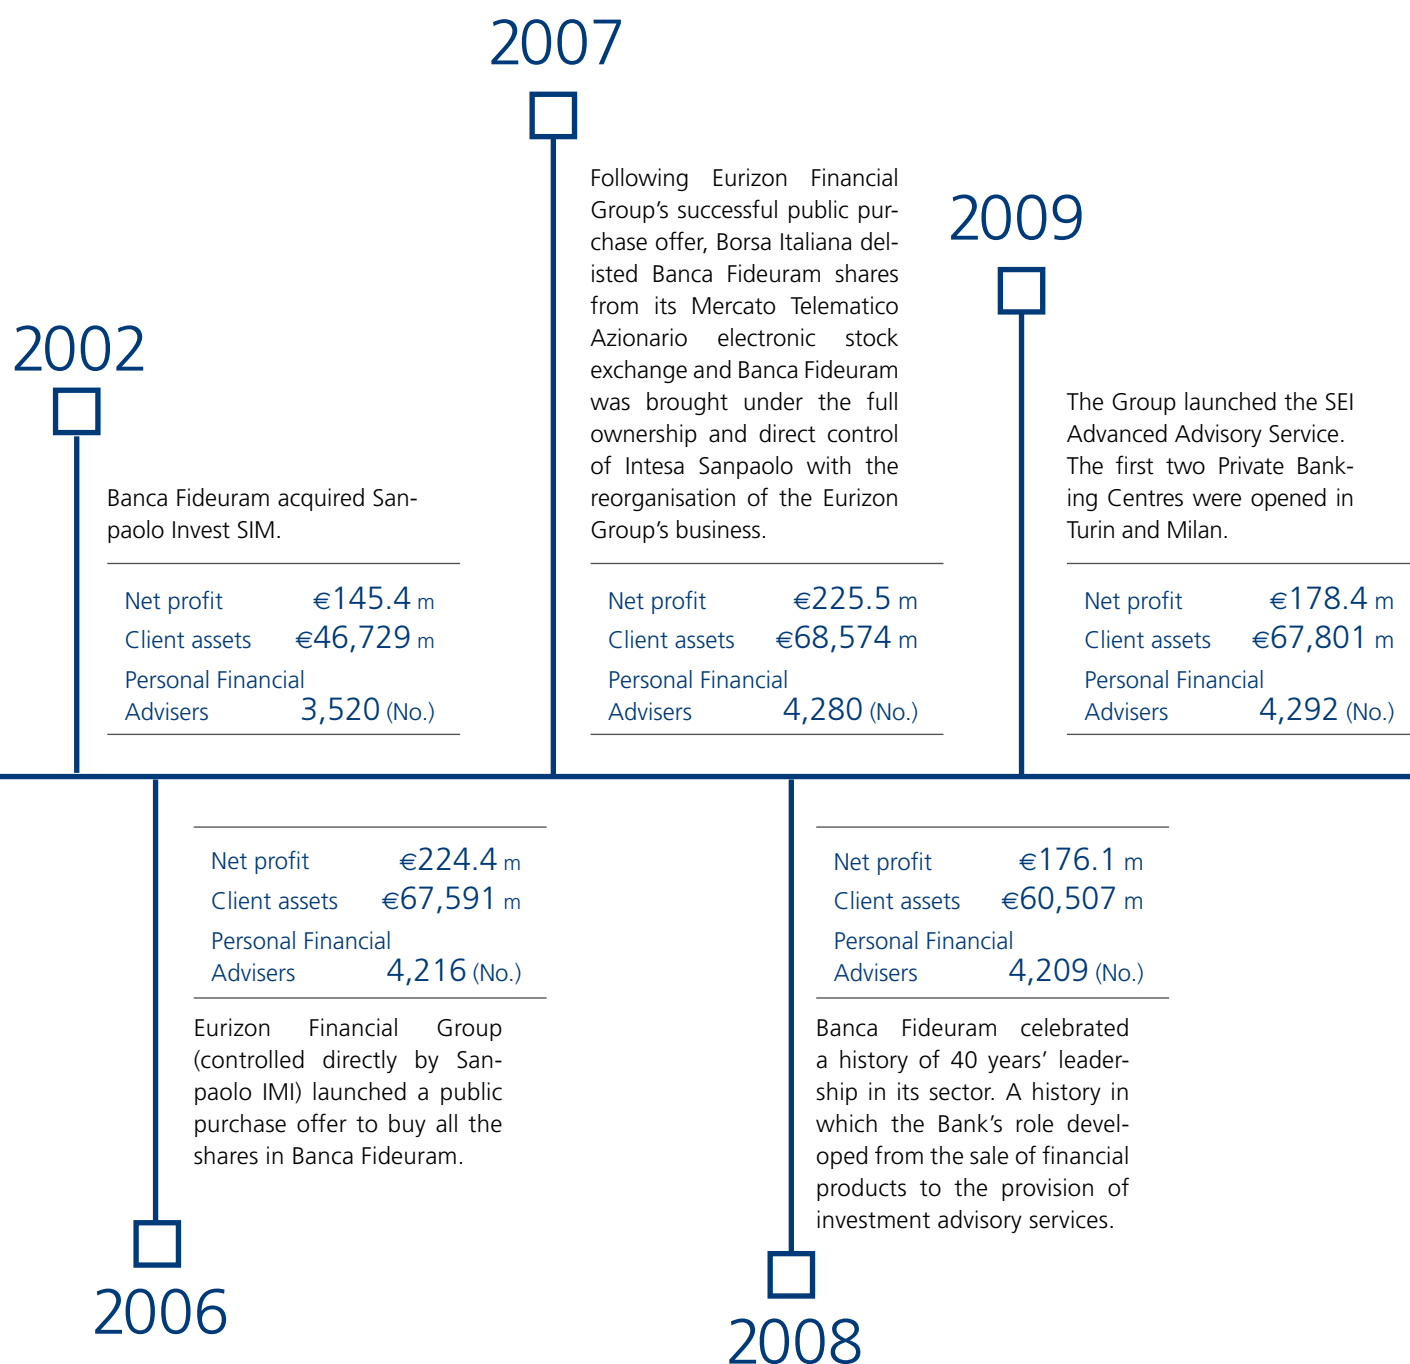 2007
Following Eurizon Financial
Group’s successful public pur-
chase offer, Borsa Italiana del-
isted Banca Fideuram shares
from its Mercato Telematico
Azionario electronic stock
exchange and Banca Fideuram
was brought under the full
ownership and direct control
of Intesa Sanpaolo with the
reorganisation of the Eurizon
Group’s business.
Net profit €225.5 m
Client assets €68,574 m
Personal Financial
Advisers 4,280 (No.)
2009
The Group launched the SEI
Advanced Advisory Service.
The first two Private Bank-
ing Centres were opened in
Turin and Milan.
Net profit €178.4 m
Client assets €67,801 m
Personal Financial
Advisers 4,292 (No.)
2002
Banca Fideuram acquired San-
paolo Invest SIM.
Net profit €145.4 m
Client assets €46,729 m
Personal Financial
Advisers 3,520 (No.)
Net profit €224.4 m
Client assets €67,591 m
Personal Financial
Advisers 4,216 (No.)
Eurizon Financial Group
(controlled directly by San-
paolo IMI) launched a public
purchase offer to buy all the
shares in Banca Fideuram.
2006
Net profit €176.1 m
Client assets €60,507 m
Personal Financial
Advisers 4,209 (No.)
Banca Fideuram celebrated
a history of 40 years’ leader-
ship in its sector. A history in
which the Bank’s role devel-
oped from the sale of financial
products to the provision of
investment advisory services.
2008